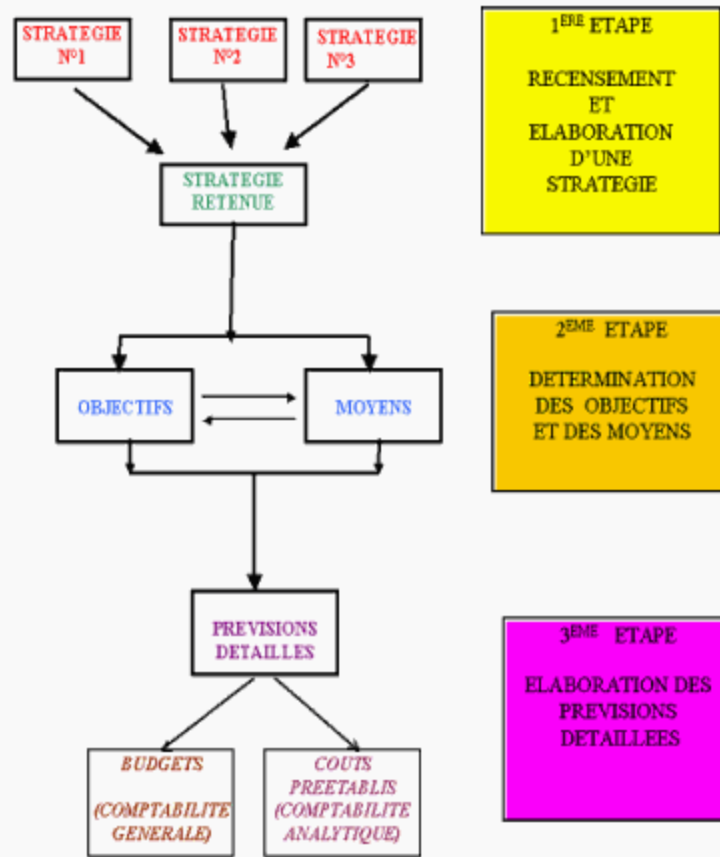 STRATEGIE
N°1
STRATEGIE
N°2
STRATEGIE
N°3
STRATEGIE
RETENUE
OBJECTIFS
MOYENS
PREVISIONS
DETAILLES
BUDGETS
(COMPTABILITE
GENERALE)
COUTS
PREETABLIS
(COMPTABILITE
ANALYTIQUE)
1ERE ETAPE
RECENSEMENT
ET
ELABORATION
D'UNE
STRATEGIE
2EME ETAPE
DETERMINATION
DES OBJECTIFS
ET DES MOYENS
3EME ETAPE
ELABORATION DES
PREVISIONS
DETAILLEES